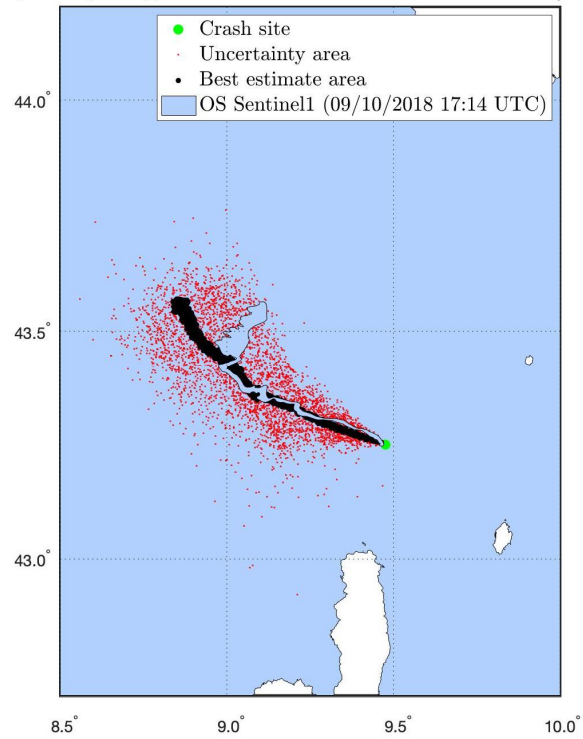 Crash site
Uncertainty area
Best estimate area
OS Sentinel1 (09/10/2018 17:14 UTC)
44.0°
43.5°
43.0°
8.5° 9.0° 9.5° 10.0°